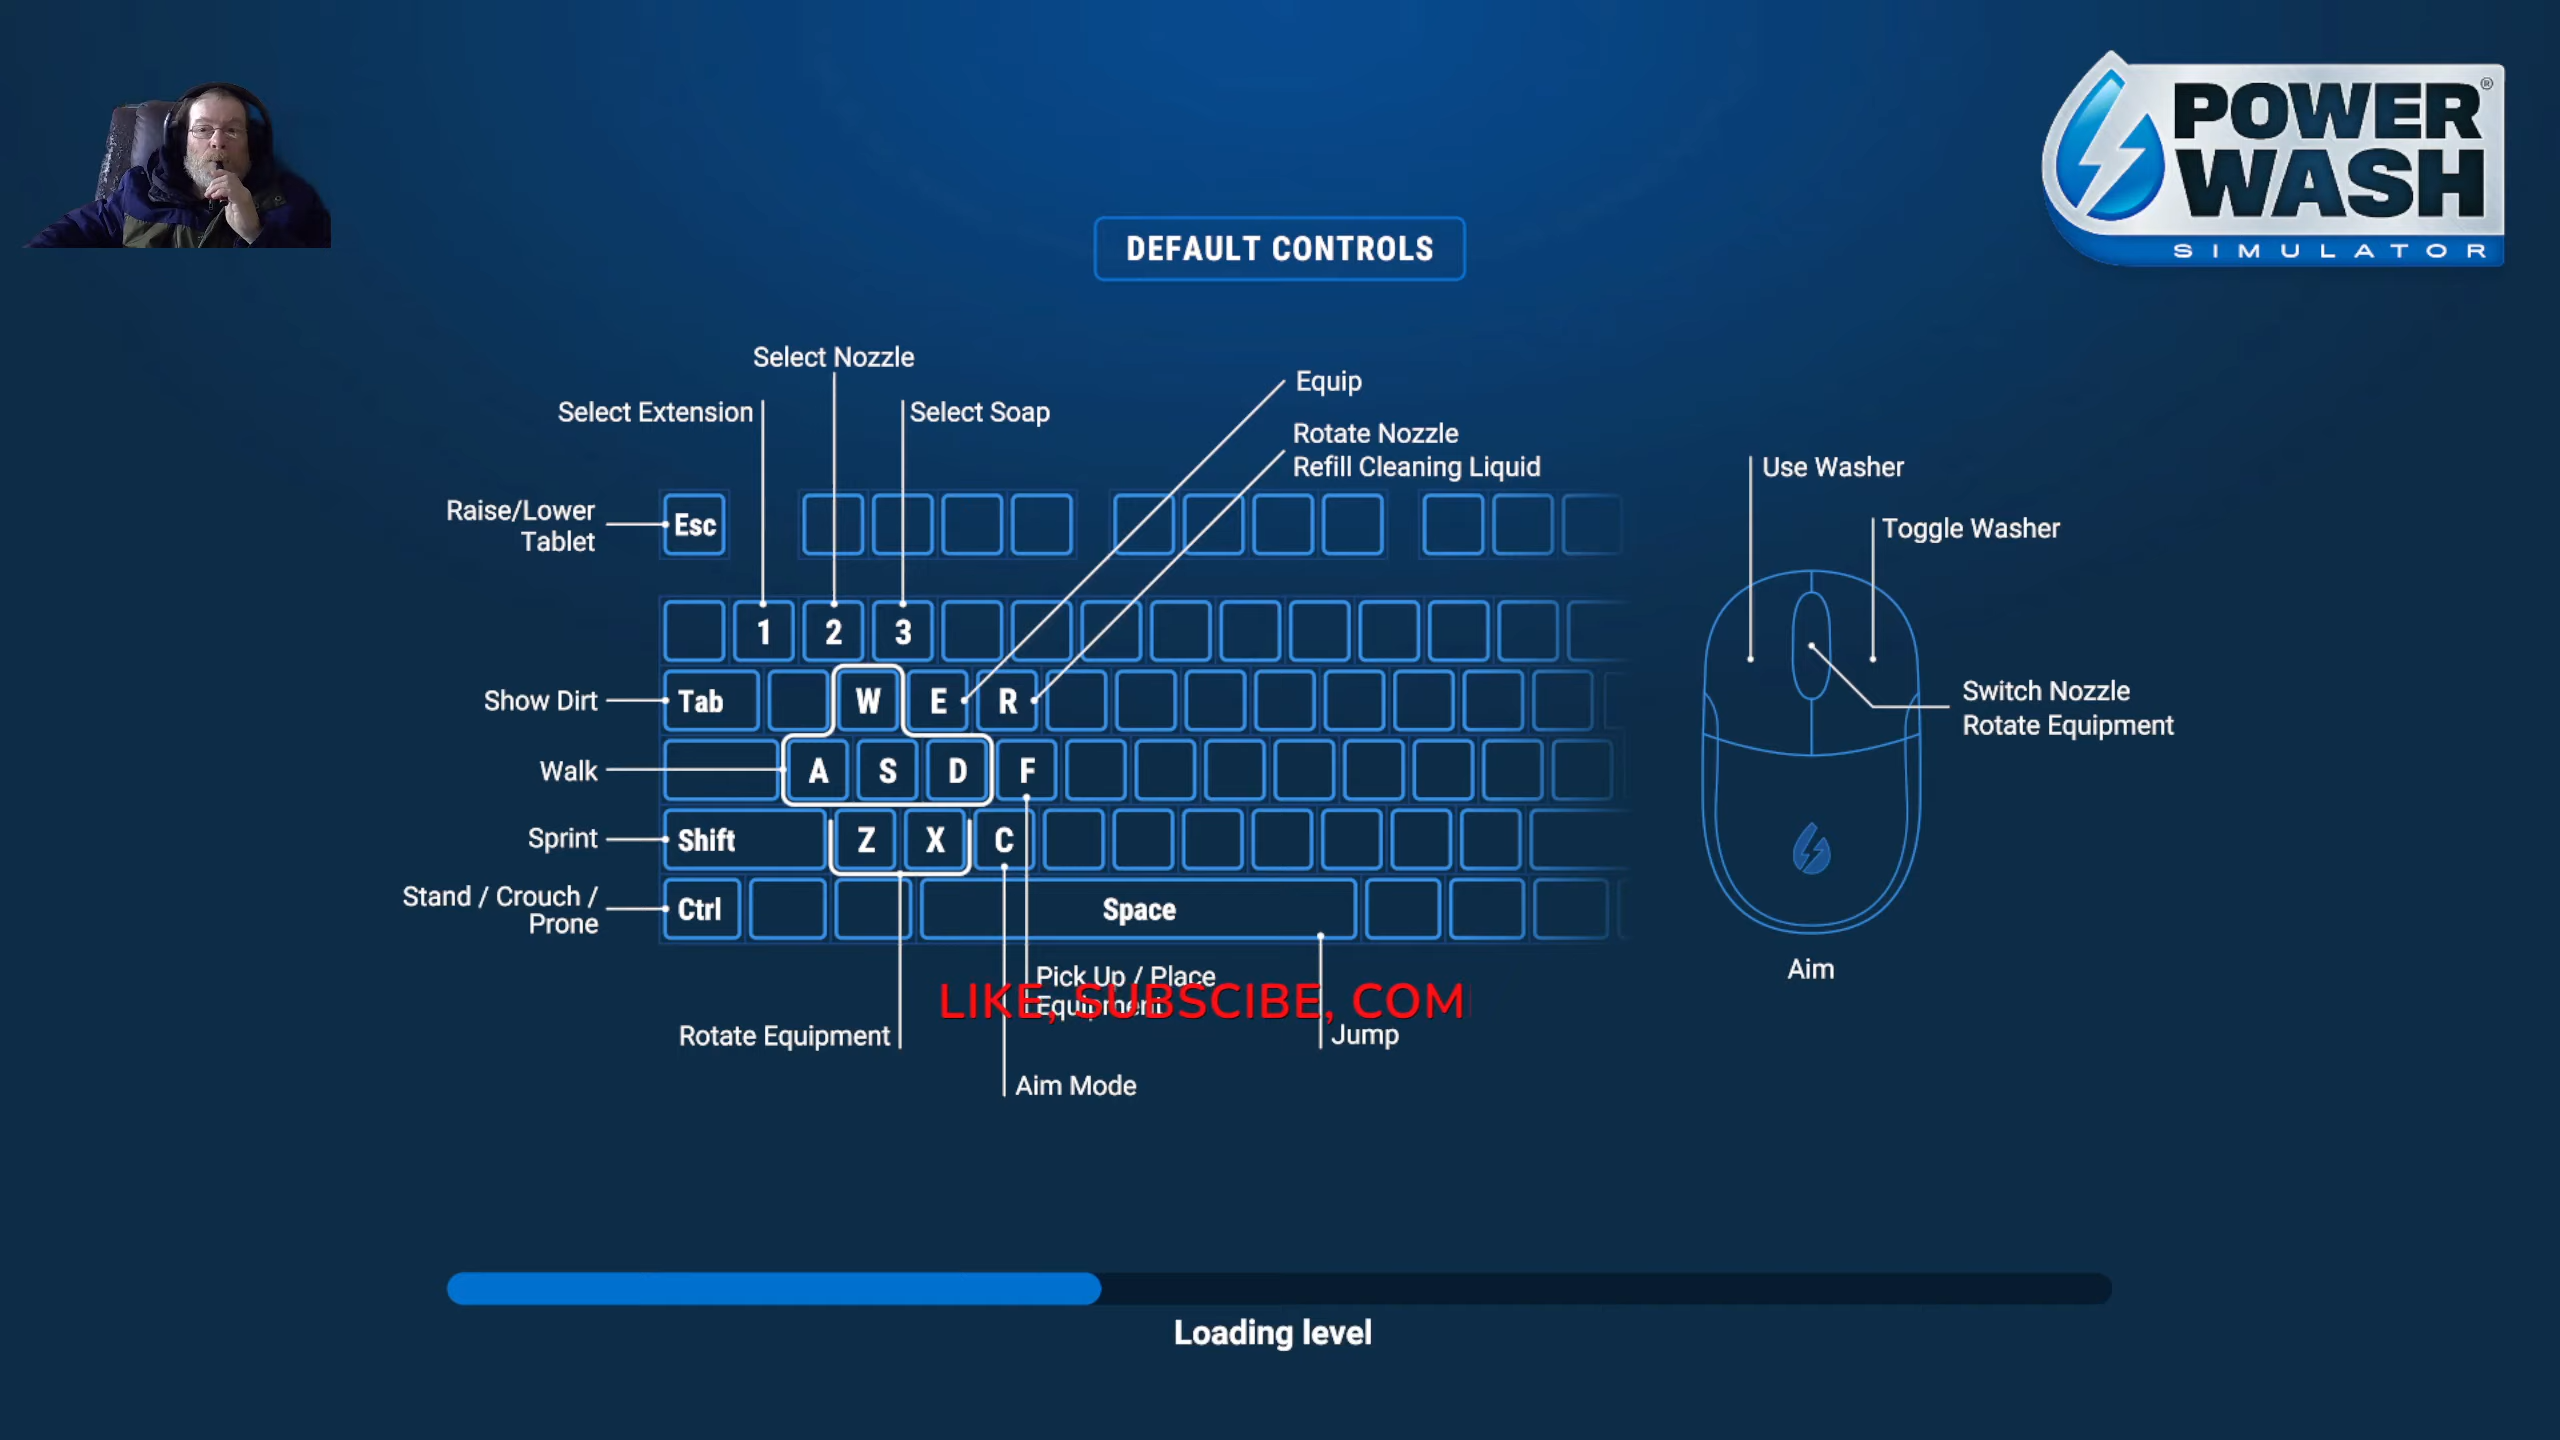 POWER
WASH
®
SIMULATOR
DEFAULT CONTROLS
Select Nozzle
Select Extension
Select Soap
Equip
Rotate Nozzle
Refill Cleaning Liquid
Use Washer
Toggle Washer
Raise/Lower
Tablet
Esc
1 2 3
Show Dirt
Tab W E R
Switch Nozzle
Rotate Equipment
Walk
A S D F
Sprint
Shift Z X C
Stand / Crouch /
Prone
Ctrl Space
Aim
Pick Up / Place
Equipment
LIKE, SUBSCIBE, COM
Rotate Equipment
Jump
Aim Mode
Loading level